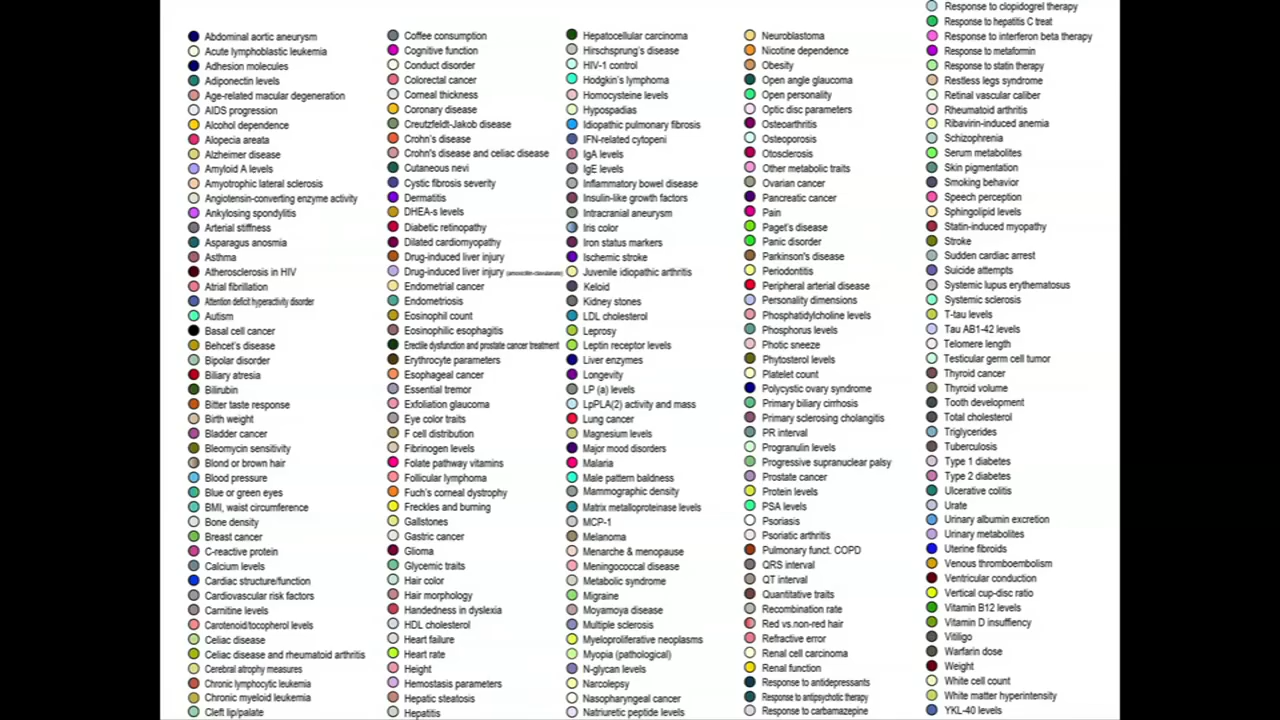 Abdominal aortic aneurysm
Acute lymphoblastic leukemia
Adhesion molecules
Adiponectin levels
Age-related macular degeneration
AIDS progression
Alcohol dependence
Alopecia areata
Alzheimer disease
Amyloid A levels
Amyotrophic lateral sclerosis
Angiotensin-converting enzyme activity
Ankylosing spondylitis
Arterial stiffness
Asparagus anosmia
Asthma
Atherosclerosis in HIV
Atrial fibrillation
Attention deficit hyperactivity disorder
Autism
Basal cell cancer
Behcet's disease
Bipolar disorder
Biliary atresia
Bilirubin
Bitter taste response
Birth weight
Bladder cancer
Bleomycin sensitivity
Blond or brown hair
Blood pressure
Blue or green eyes
BMI, waist circumference
Bone density
Breast cancer
C-reactive protein
Calcium levels
Cardiac structure/function
Cardiovascular risk factors
Carnitine levels
Carotenoid/tocopherol levels
Celiac disease
Celiac disease and rheumatoid arthritis
Cerebral atrophy measures
Chronic lymphocytic leukemia
Chronic myeloid leukemia
Cleft lip/palate
Coffee consumption
Cognitive function
Conduct disorder
Colorectal cancer
Corneal thickness
Coronary disease
Creutzfeldt-Jakob disease
Crohn's disease
Crohn's disease and celiac disease
Cutaneous nevi
Cystic fibrosis severity
Dermatitis
DHEA-s levels
Diabetic retinopathy
Dilated cardiomyopathy
Drug-induced liver injury
Drug-induced liver injury (amoxicillin-clavulanate)
Endometrial cancer
Endometriosis
Eosinophil count
Eosinophilic esophagitis
Erectile dysfunction and prostate cancer treatment
Erythrocyte parameters
Esophageal cancer
Essential tremor
Exfoliation glaucoma
Eye color traits
F cell distribution
Fibrinogen levels
Folate pathway vitamins
Follicular lymphoma
Fuch's corneal dystrophy
Freckles and burning
Gallstones
Gastric cancer
Glioma
Glycemic traits
Hair color
Hair morphology
Handedness in dyslexia
HDL cholesterol
Heart failure
Heart rate
Height
Hemostasis parameters
Hepatic steatosis
Hepatitis
Hepatocellular carcinoma
Hirschsprung's disease
HIV-1 control
Hodgkin's lymphoma
Homocysteine levels
Hypospadias
Idiopathic pulmonary fibrosis
IFN-related cytopeni
IgA levels
IgE levels
Inflammatory bowel disease
Insulin-like growth factors
Intracranial aneurysm
Iris color
Iron status markers
Ischemic stroke
Juvenile idiopathic arthritis
Keloid
Kidney stones
LDL cholesterol
Leprosy
Leptin receptor levels
Liver enzymes
Longevity
LP (a) levels
LpPLA(2) activity and mass
Lung cancer
Magnesium levels
Major mood disorders
Malaria
Male pattern baldness
Mammographic density
Matrix metalloproteinase levels
MCP-1
Melanoma
Menarche & menopause
Meningococcal disease
Metabolic syndrome
Migraine
Moyamoya disease
Multiple sclerosis
Myeloproliferative neoplasms
Myopia (pathological)
N-glycan levels
Narcolepsy
Nasopharyngeal cancer
Natriuretic peptide levels
Neuroblastoma
Nicotine dependence
Obesity
Open angle glaucoma
Open personality
Optic disc parameters
Osteoarthritis
Osteoporosis
Otosclerosis
Other metabolic traits
Ovarian cancer
Pancreatic cancer
Pain
Paget's disease
Panic disorder
Parkinson's disease
Periodontitis
Peripheral arterial disease
Personality dimensions
Phosphatidylcholine levels
Phosphorus levels
Photic sneeze
Phytosterol levels
Platelet count
Polycystic ovary syndrome
Primary biliary cirrhosis
Primary sclerosing cholangitis
PR interval
Progranulin levels
Progressive supranuclear palsy
Prostate cancer
Protein levels
PSA levels
Psoriasis
Psoriatic arthritis
Pulmonary funct. COPD
QRS interval
QT interval
Quantitative traits
Recombination rate
Red vs.non-red hair
Refractive error
Renal cell carcinoma
Renal function
Response to antidepressants
Response to antipsychotic therapy
Response to carbamazepine
Response to clopidogrel therapy
Response to hepatitis C treat
Response to interferon beta therapy
Response to metaformin
Response to statin therapy
Restless legs syndrome
Retinal vascular caliber
Rheumatoid arthritis
Ribavirin-induced anemia
Schizophrenia
Serum metabolites
Skin pigmentation
Smoking behavior
Speech perception
Sphingolipid levels
Statin-induced myopathy
Stroke
Sudden cardiac arrest
Suicide attempts
Systemic lupus erythematosus
Systemic sclerosis
T-tau levels
Tau AB1-42 levels
Telomere length
Testicular germ cell tumor
Thyroid cancer
Thyroid volume
Tooth development
Total cholesterol
Triglycerides
Tuberculosis
Type 1 diabetes
Type 2 diabetes
Ulcerative colitis
Urate
Urinary albumin excretion
Urinary metabolites
Uterine fibroids
Venous thromboembolism
Ventricular conduction
Vertical cup-disc ratio
Vitamin B12 levels
Vitamin D insuffiency
Vitiligo
Warfarin dose
Weight
White cell count
White matter hyperintensity
YKL-40 levels